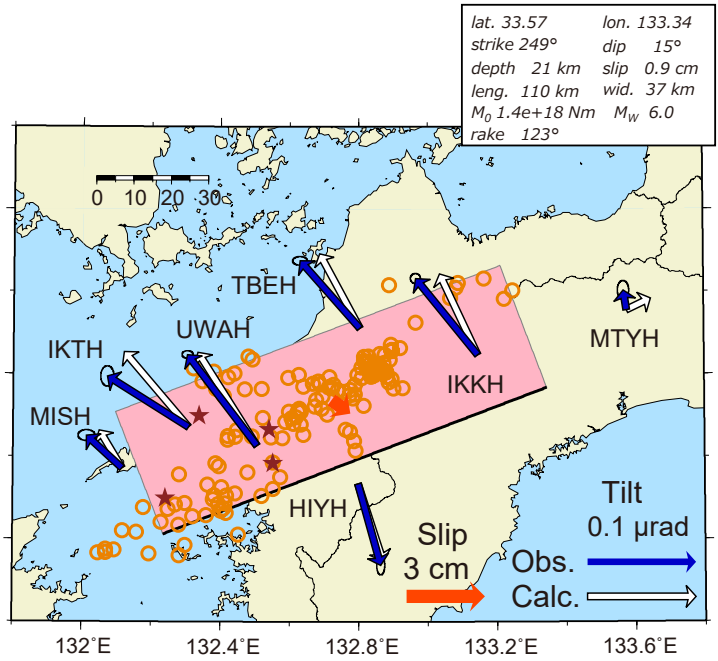 lat. 33.57 lon. 133.34
strike 249° dip 15°
depth 21 km slip 0.9 cm
leng. 110 km wid. 37 km
M0 1.4e+18 Nm Mw 6.0
rake 123°
0 10 20 30
TBEH
UWAH
IKTH
MTYH
IKKH
MISH
HIYH
Tilt
Slip
0.1 μrad
3 cm
Obs.
Calc.
132˚E 132.4˚E 132.8˚E 133.2˚E 133.6˚E